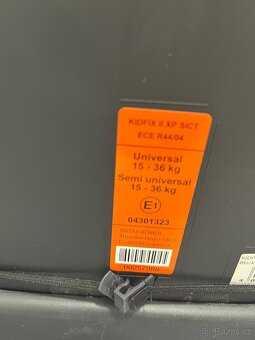 KIDFIX II XP SICT
ECE R44/04
Universal
15 - 36 kg
Semi universal
15 - 36 kg
E1
04301323
BRITAX RÖMER
KIDF